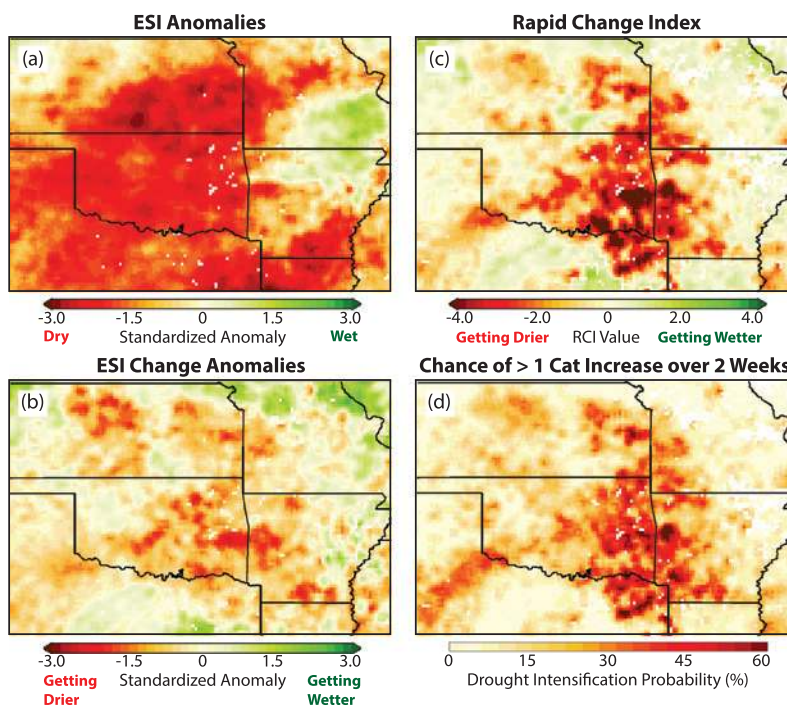 ESI Anomalies
(a)
-3.0 -1.5 0 1.5 3.0
Dry Standardized Anomaly Wet
ESI Change Anomalies
(b)
-3.0 -1.5 0 1.5 3.0
Getting Drier Standardized Anomaly Getting Wetter
Rapid Change Index
(c)
-4.0 -2.0 0 2.0 4.0
Getting Drier RCI Value Getting Wetter
Chance of > 1 Cat Increase over 2 Weeks
(d)
0 15 30 45 60
Drought Intensification Probability (%)